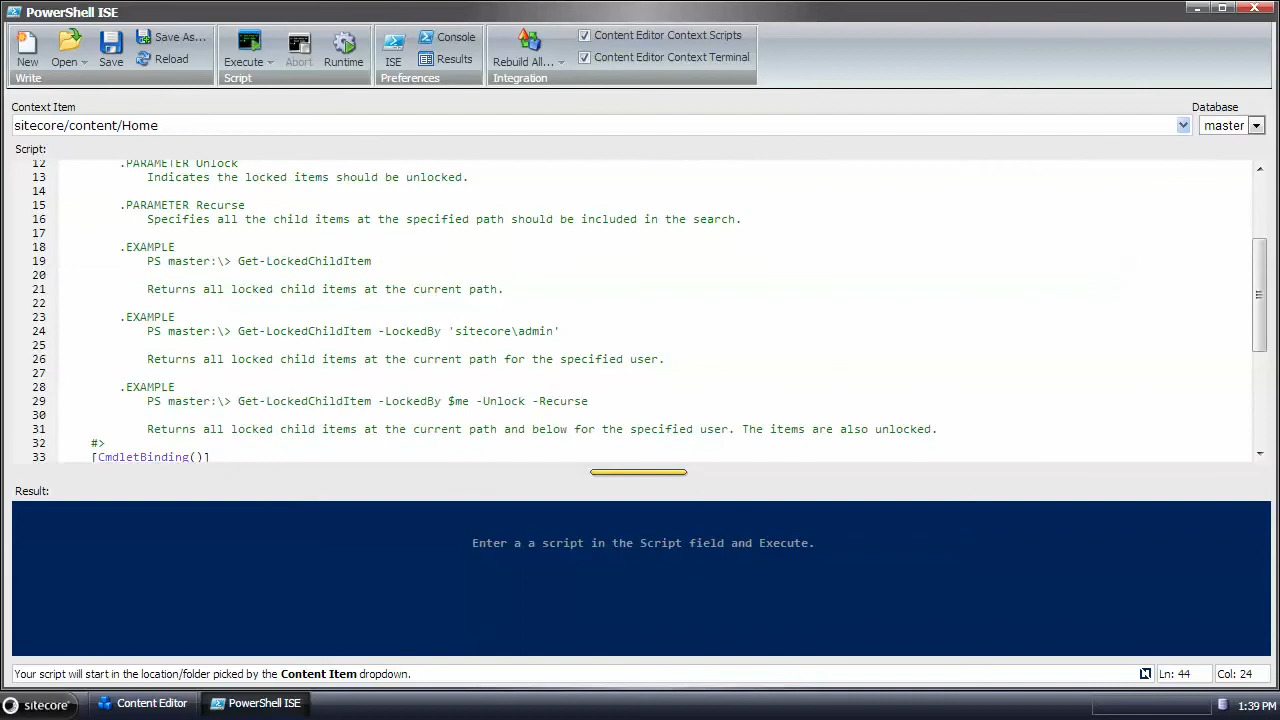 PowerShell ISE
New
Open
Save
Save As...
Reload
Write
Execute
Abort
Runtime
Script
ISE
Console
Results
Preferences
Rebuild All...
Content Editor Context Scripts
Content Editor Context Terminal
Integration
Context Item
Database
sitecore/content/Home
master
Script:
12 .PARAMETER Unlock
13 Indicates the locked items should be unlocked.
14
15 .PARAMETER Recurse
16 Specifies all the child items at the specified path should be included in the search.
17
18 .EXAMPLE
19 PS master:\> Get-LockedChildItem
20
21 Returns all locked child items at the current path.
22
23 .EXAMPLE
24 PS master:\> Get-LockedChildItem -LockedBy 'sitecore\admin'
25
26 Returns all locked child items at the current path for the specified user.
27
28 .EXAMPLE
29 PS master:\> Get-LockedChildItem -LockedBy $me -Unlock -Recurse
30
31 Returns all locked child items at the current path and below for the specified user. The items are also unlocked.
32 #>
33 [CmdletBinding()]
Result:
Enter a a script in the Script field and Execute.
Your script will start in the location/folder picked by the Content Item dropdown.
Ln: 44
Col: 24
sitecore
Content Editor
PowerShell ISE
1:39 PM